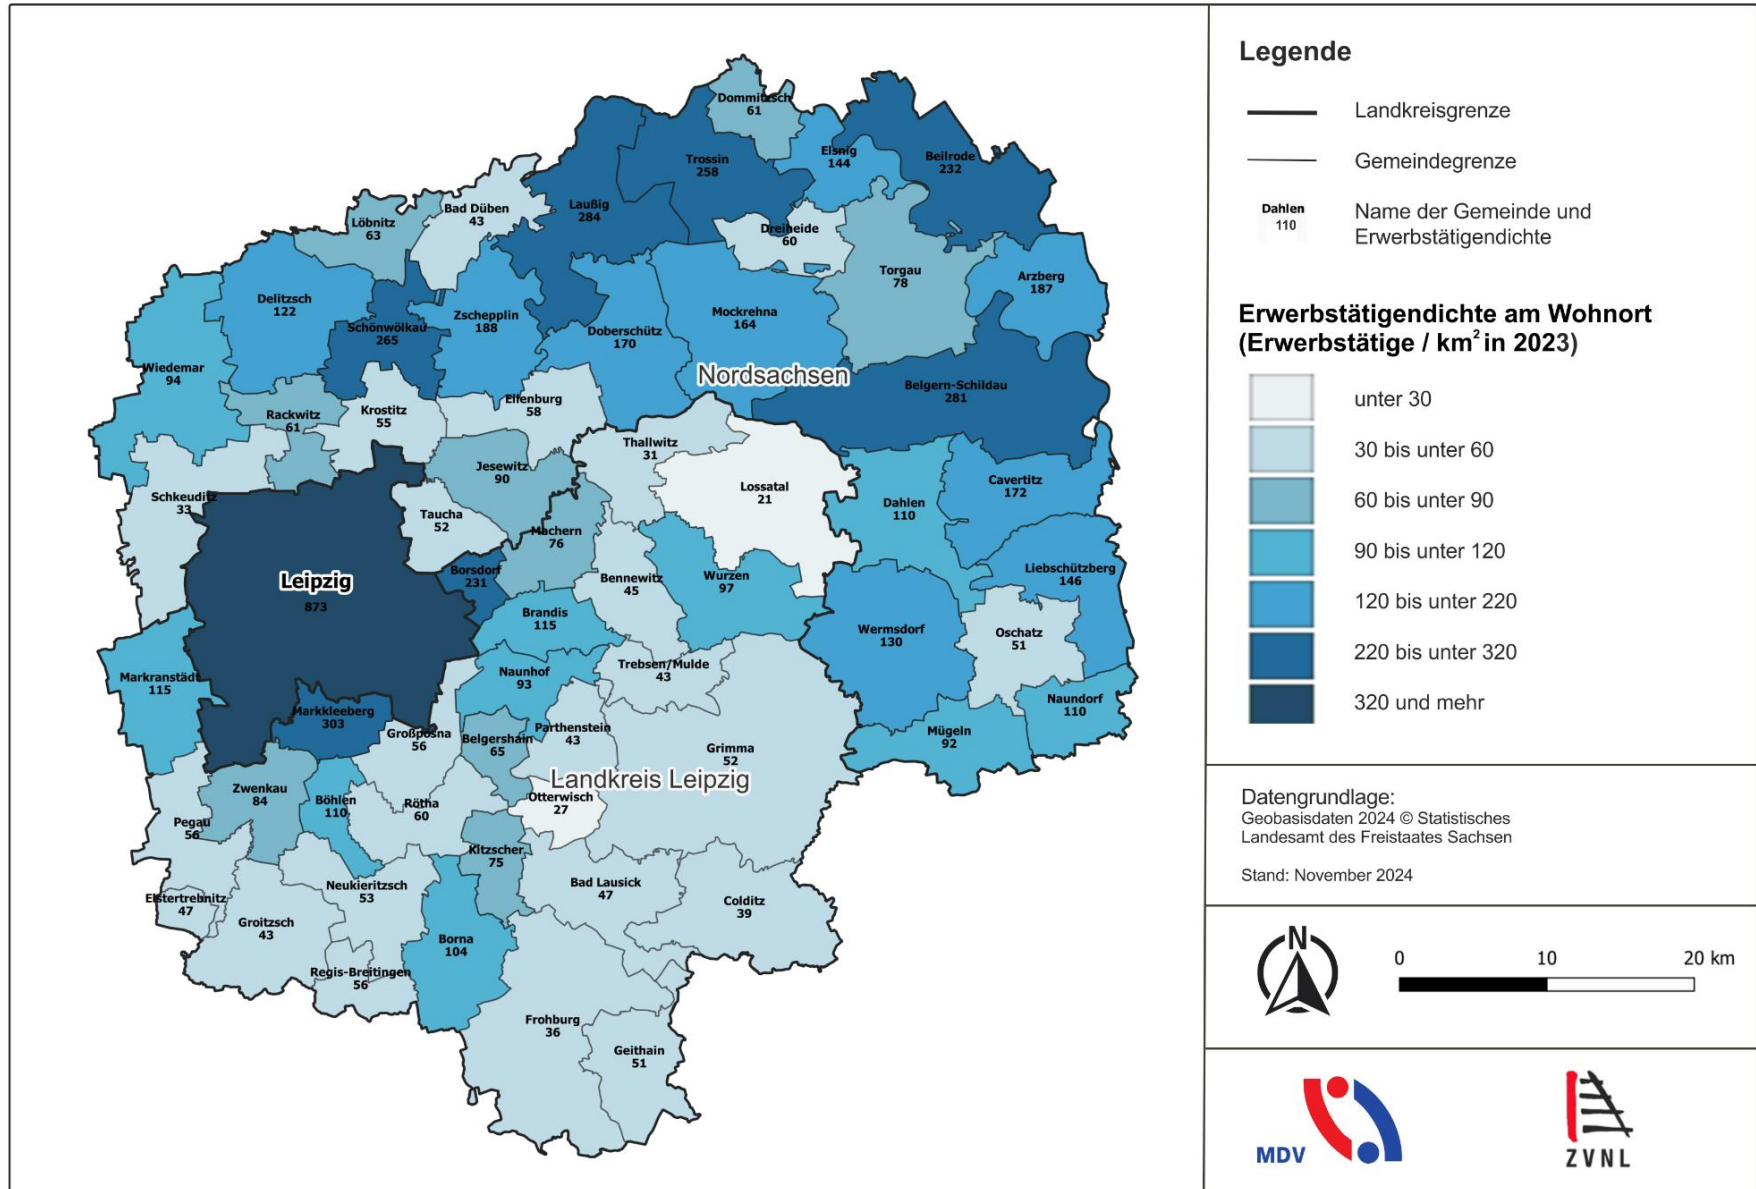 Dommitzsch
61
Elsnig
144
Beilrode
232
Trossin
258
Laußig
284
Bad Düben
43
Löbnitz
63
Dreiheide
60
Torgau
78
Arzberg
187
Delitzsch
122
Schönwölkau
265
Zschepplin
188
Mockrehna
164
Doberschütz
170
Wiedemar
94
Nordsachsen
Belgern-Schildau
281
Rackwitz
61
Krostitz
55
Eilenburg
58
Thallwitz
31
Jesewitz
90
Lossatal
21
Cavertitz
172
Dahlen
110
Schkeuditz
33
Taucha
52
Machern
76
Leipzig
873
Borsdorf
231
Bennewitz
45
Wurzen
97
Liebschützberg
146
Brandis
115
Wermsdorf
130
Oschatz
51
Markranstädt
115
Naunhof
93
Trebsen/Mulde
43
Naundorf
110
Markkleeberg
303
Großpösna
56
Belgershain
65
Parthenstein
43
Grimma
52
Mügeln
92
Landkreis Leipzig
Zwenkau
84
Böhlen
110
Rötha
60
Otterwisch
27
Pegau
56
Kitzscher
75
Elstertrebnitz
47
Neukieritzsch
53
Bad Lausick
47
Colditz
39
Groitzsch
43
Borna
104
Regis-Breitingen
56
Frohburg
36
Geithain
51
Legende
Landkreisgrenze
Gemeindegrenze
Dahlen
110
Name der Gemeinde und
Erwerbstätigendichte
Erwerbstätigendichte am Wohnort
(Erwerbstätige / km² in 2023)
unter 30
30 bis unter 60
60 bis unter 90
90 bis unter 120
120 bis unter 220
220 bis unter 320
320 und mehr
Datengrundlage:
Geobasisdaten 2024 © Statistisches
Landesamt des Freistaates Sachsen
Stand: November 2024
N
0 10 20 km
MDV
ZVNL